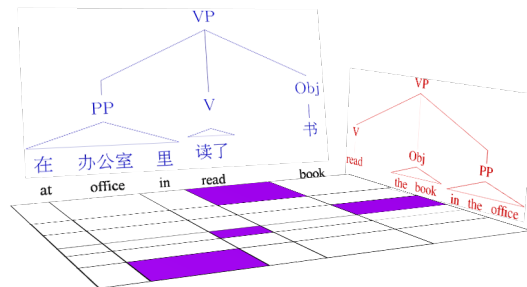 VP
PP V Obj
在 办公室 里 读了 书
at office in read book
VP
V Obj PP
read the book in the office